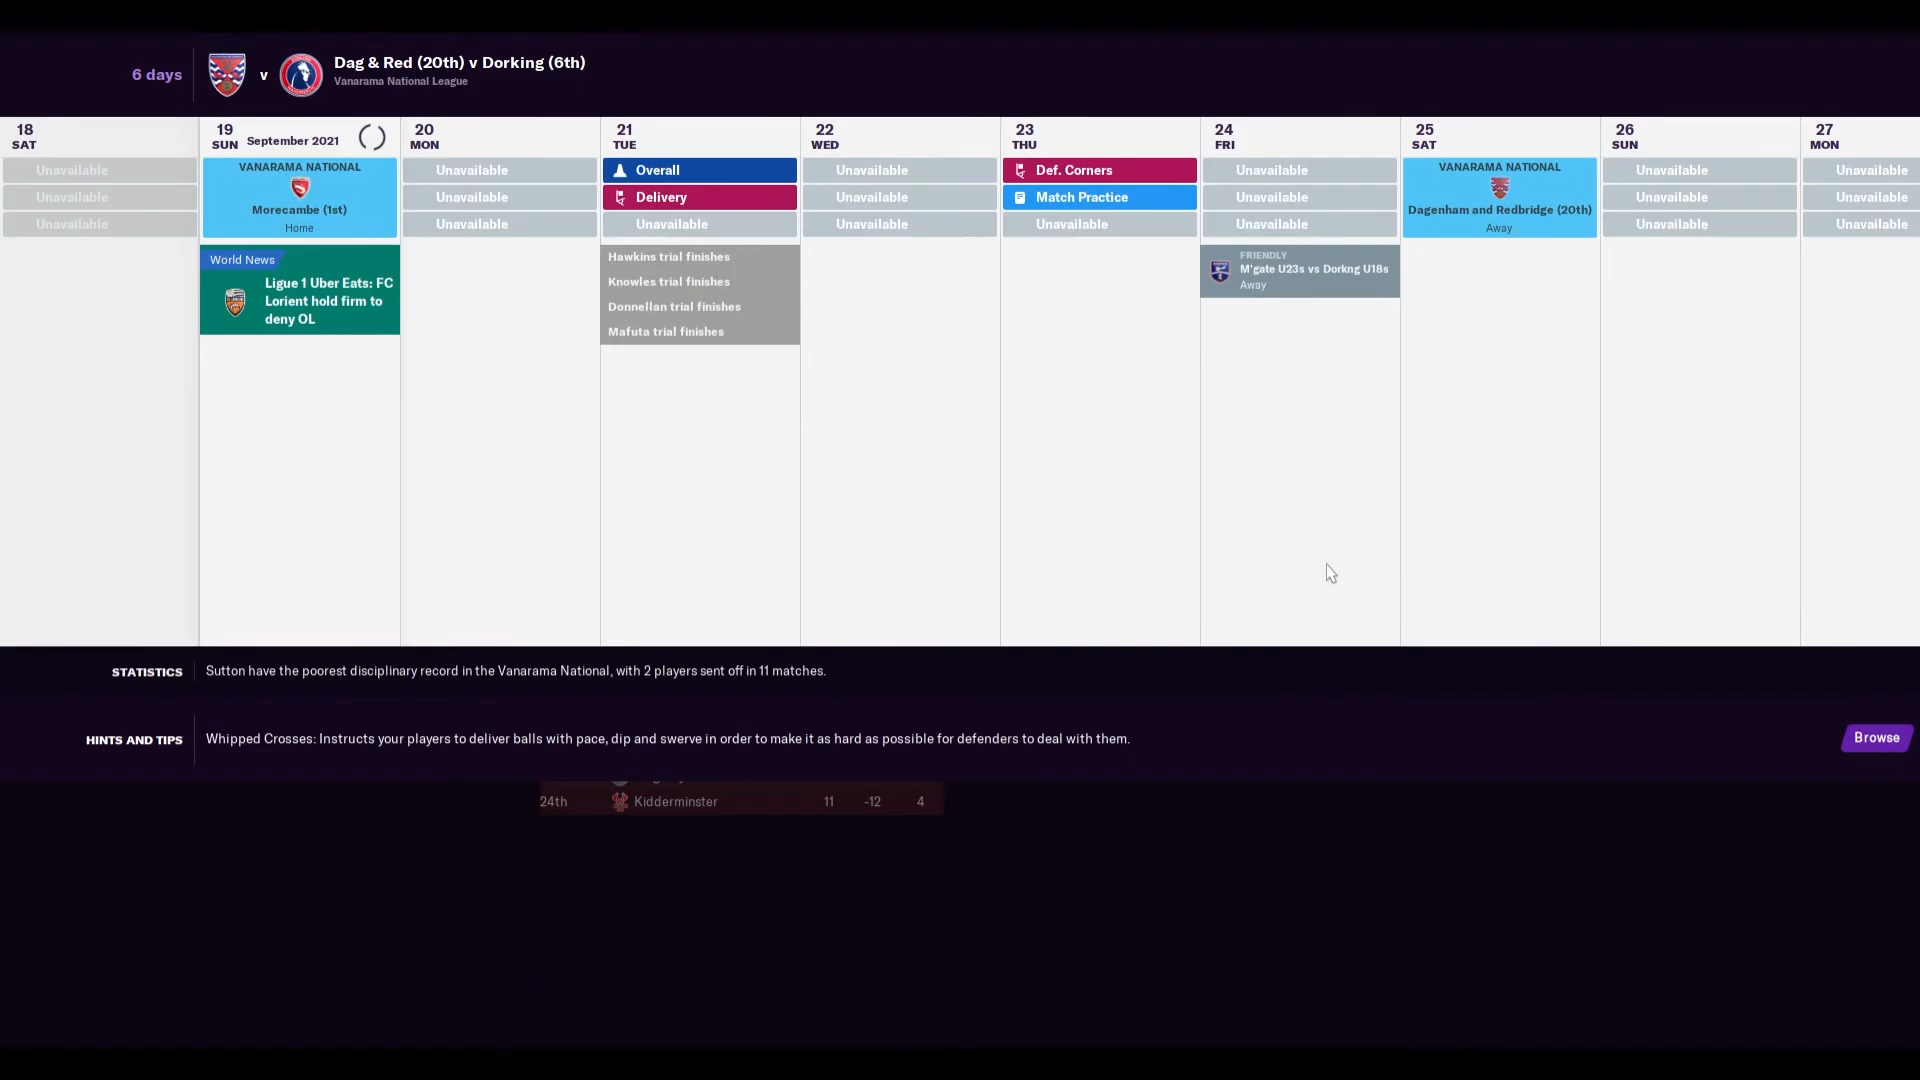 6 days
v
Dag & Red (20th) v Dorking (6th)
Vanarama National League
18
SAT
Unavailable
Unavailable
Unavailable
19
SUN
September 2021
VANARAMA NATIONAL
Morecambe (1st)
Home
World News
Ligue 1 Uber Eats: FC
Lorient hold firm to
deny OL
20
MON
Unavailable
Unavailable
Unavailable
21
TUE
Overall
Delivery
Unavailable
Hawkins trial finishes
Knowles trial finishes
Donnellan trial finishes
Mafuta trial finishes
22
WED
Unavailable
Unavailable
Unavailable
23
THU
Def. Corners
Match Practice
Unavailable
24
FRI
Unavailable
Unavailable
Unavailable
FRIENDLY
M'gate U23s vs Dorkng U18s
Away
25
SAT
VANARAMA NATIONAL
Dagenham and Redbridge (20th)
Away
26
SUN
Unavailable
Unavailable
Unavailable
27
MON
Unavailable
Unavailable
Unavailable
STATISTICS
Sutton have the poorest disciplinary record in the Vanarama National, with 2 players sent off in 11 matches.
HINTS AND TIPS
Whipped Crosses: Instructs your players to deliver balls with pace, dip and swerve in order to make it as hard as possible for defenders to deal with them.
Browse
24th Kidderminster 11 -12 4